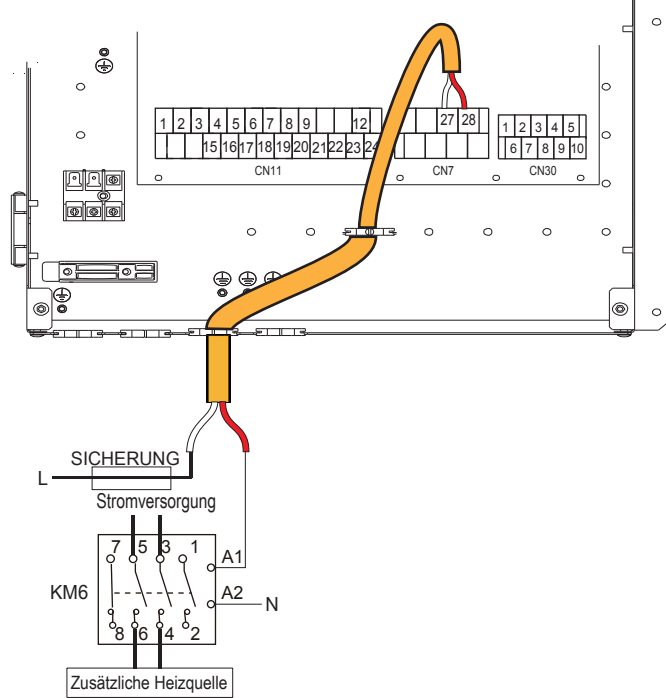 1 2 3 4 5 6 7 8 9 12
15 16 17 18 19 20 21 22 23 24
CN11
27 28
CN7
1 2 3 4 5
6 7 8 9 10
CN30
SICHERUNG
L
Stromversorgung
7 5 3 1
A1
KM6
A2 N
8 6 4 2
Zusätzliche Heizquelle